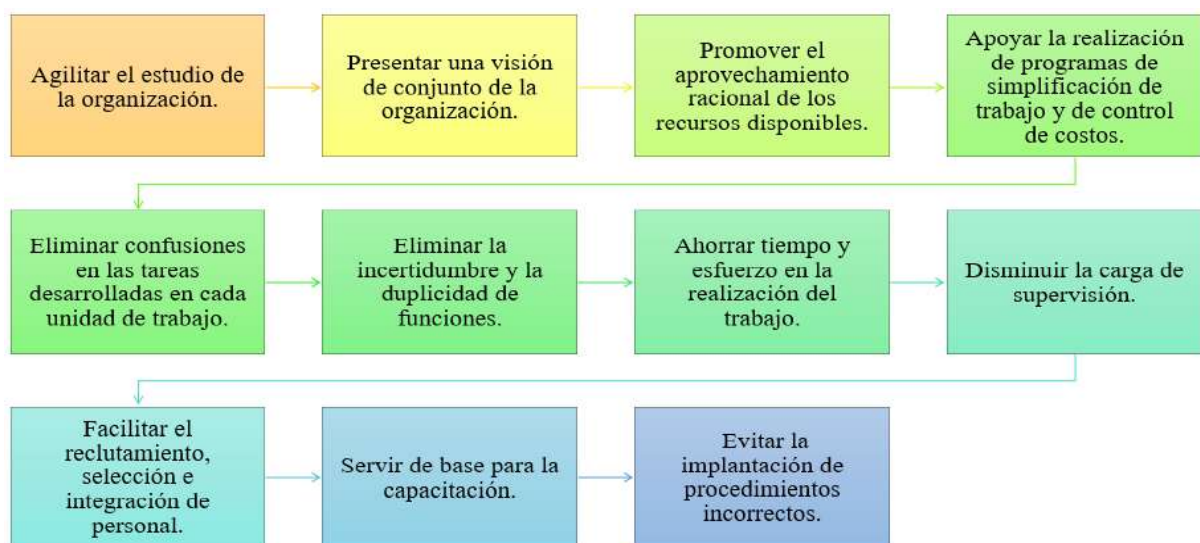 Agilitar el estudio de
la organización.
Presentar una visión
de conjunto de la
organización.
Promover el
aprovechamiento
racional de los
recursos disponibles.
Apoyar la realización
de programas de
simplificación de
trabajo y de control
de costos.
Eliminar confusiones
en las tareas
desarrolladas en cada
unidad de trabajo.
Eliminar la
incertidumbre y la
duplicidad de
funciones.
Ahorrar tiempo y
esfuerzo en la
realización del
trabajo.
Disminuir la carga de
supervisión.
Facilitar el
reclutamiento,
selección e
integración de
personal.
Servir de base para la
capacitación.
Evitar la
implantación de
procedimientos
incorrectos.